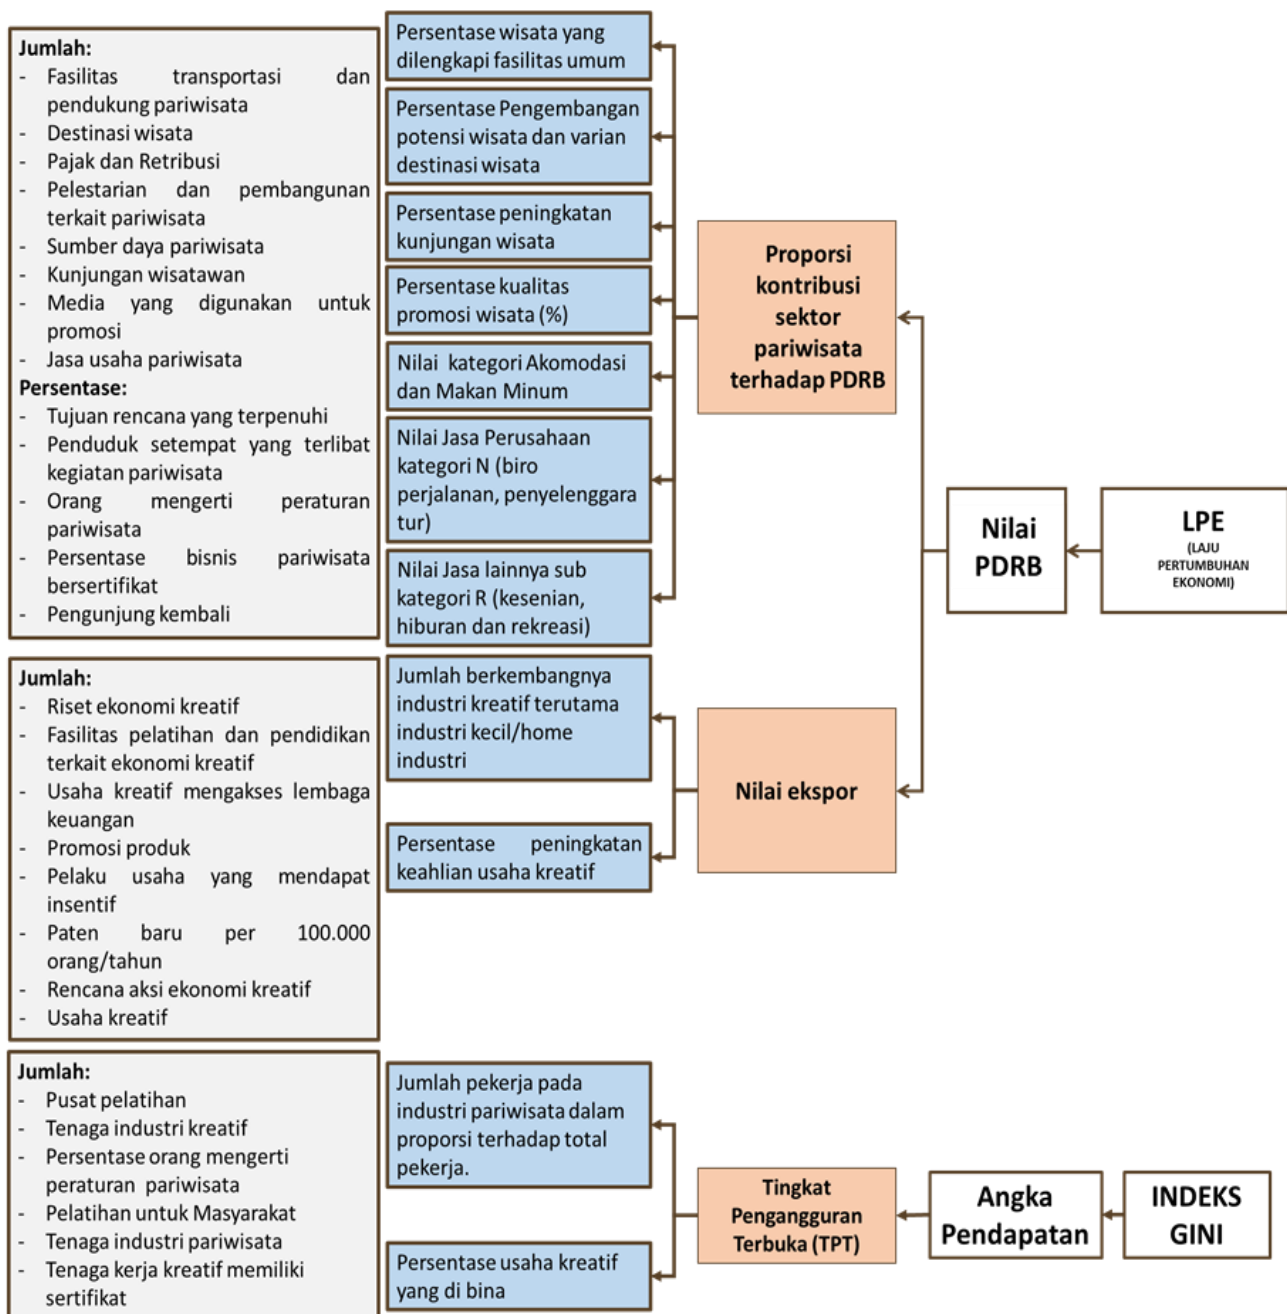 Jumlah:
- Fasilitas transportasi dan
pendukung pariwisata
- Destinasi wisata
- Pajak dan Retribusi
- Pelestarian dan pembangunan
terkait pariwisata
- Sumber daya pariwisata
- Kunjungan wisatawan
- Media yang digunakan untuk
promosi
- Jasa usaha pariwisata
Persentase:
- Tujuan rencana yang terpenuhi
- Penduduk setempat yang terlibat
kegiatan pariwisata
- Orang mengerti peraturan
pariwisata
- Persentase bisnis pariwisata
bersertifikat
- Pengunjung kembali
Jumlah:
- Riset ekonomi kreatif
- Fasilitas pelatihan dan pendidikan
terkait ekonomi kreatif
- Usaha kreatif mengakses lembaga
keuangan
- Promosi produk
- Pelaku usaha yang mendapat
insentif
- Paten baru per 100.000
orang/tahun
- Rencana aksi ekonomi kreatif
- Usaha kreatif
Jumlah:
- Pusat pelatihan
- Tenaga industri kreatif
- Persentase orang mengerti
peraturan pariwisata
- Pelatihan untuk Masyarakat
- Tenaga industri pariwisata
- Tenaga kerja kreatif memiliki
sertifikat
Persentase wisata yang
dilengkapi fasilitas umum
Persentase Pengembangan
potensi wisata dan varian
destinasi wisata
Persentase peningkatan
kunjungan wisata
Persentase kualitas
promosi wisata (%)
Nilai kategori Akomodasi
dan Makan Minum
Nilai Jasa Perusahaan
kategori N (biro
perjalanan, penyelenggara
tur)
Nilai Jasa lainnya sub
kategori R (kesenian,
hiburan dan rekreasi)
Jumlah berkembangnya
industri kreatif terutama
industri kecil/home
industri
Persentase peningkatan
keahlian usaha kreatif
Jumlah pekerja pada
industri pariwisata dalam
proporsi terhadap total
pekerja.
Persentase usaha kreatif
yang di bina
Proporsi
kontribusi
sektor
pariwisata
terhadap PDRB
Nilai ekspor
Tingkat
Pengangguran
Terbuka (TPT)
Nilai
PDRB
LPE
(LAJU
PERTUMBUHAN
EKONOMI)
Angka
Pendapatan
INDEKS
GINI